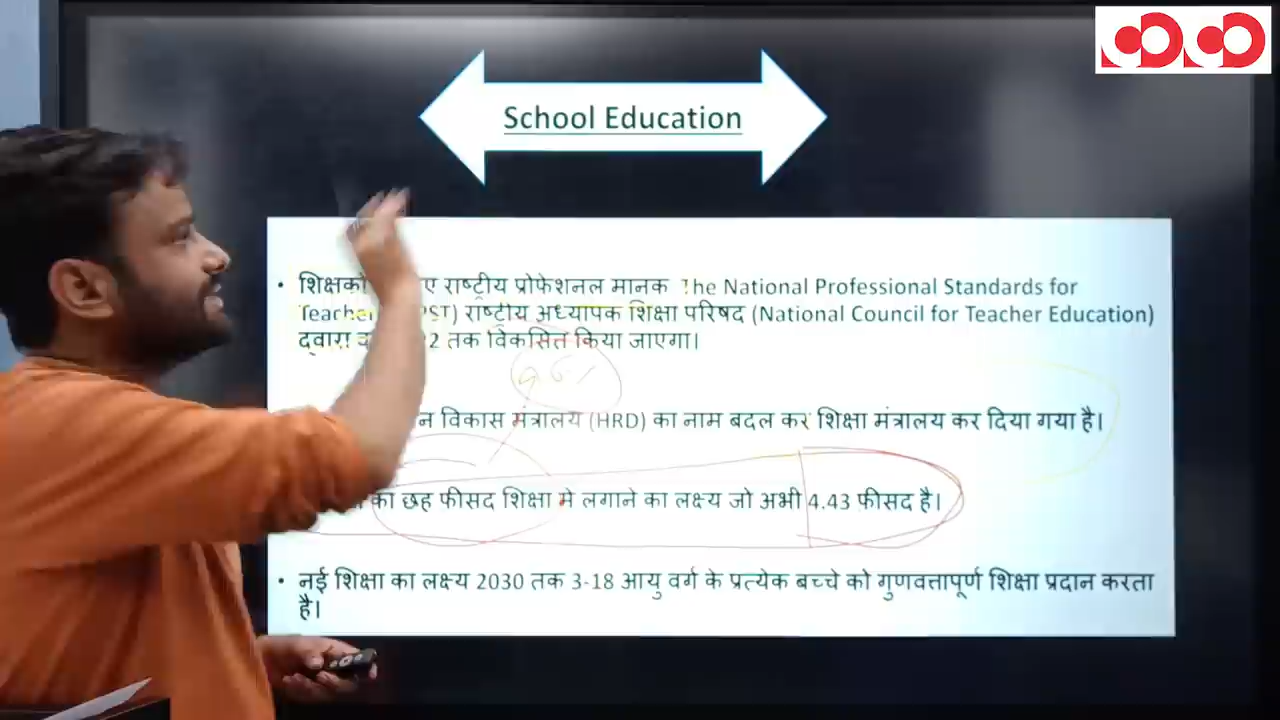 School Education
• शिक्षको ए राष्ट्रीय प्रोफेशनल मानक The National Professional Standards for
Teacher ST) राष्ट्रीय अध्यापक शिक्षा परिषद (National Council for Teacher Education)
द्वारा 2 तक विकसित किया जाएगा।
न विकास मंत्रालय (HRD) का नाम बदल कर शिक्षा मंत्रालय कर दिया गया है।
का छह फीसद शिक्षा मे लगाने का लक्ष्य जो अभी 4.43 फीसद है।
• नई शिक्षा का लक्ष्य 2030 तक 3-18 आयु वर्ग के प्रत्येक बच्चे को गुणवत्तापूर्ण शिक्षा प्रदान करता
है।